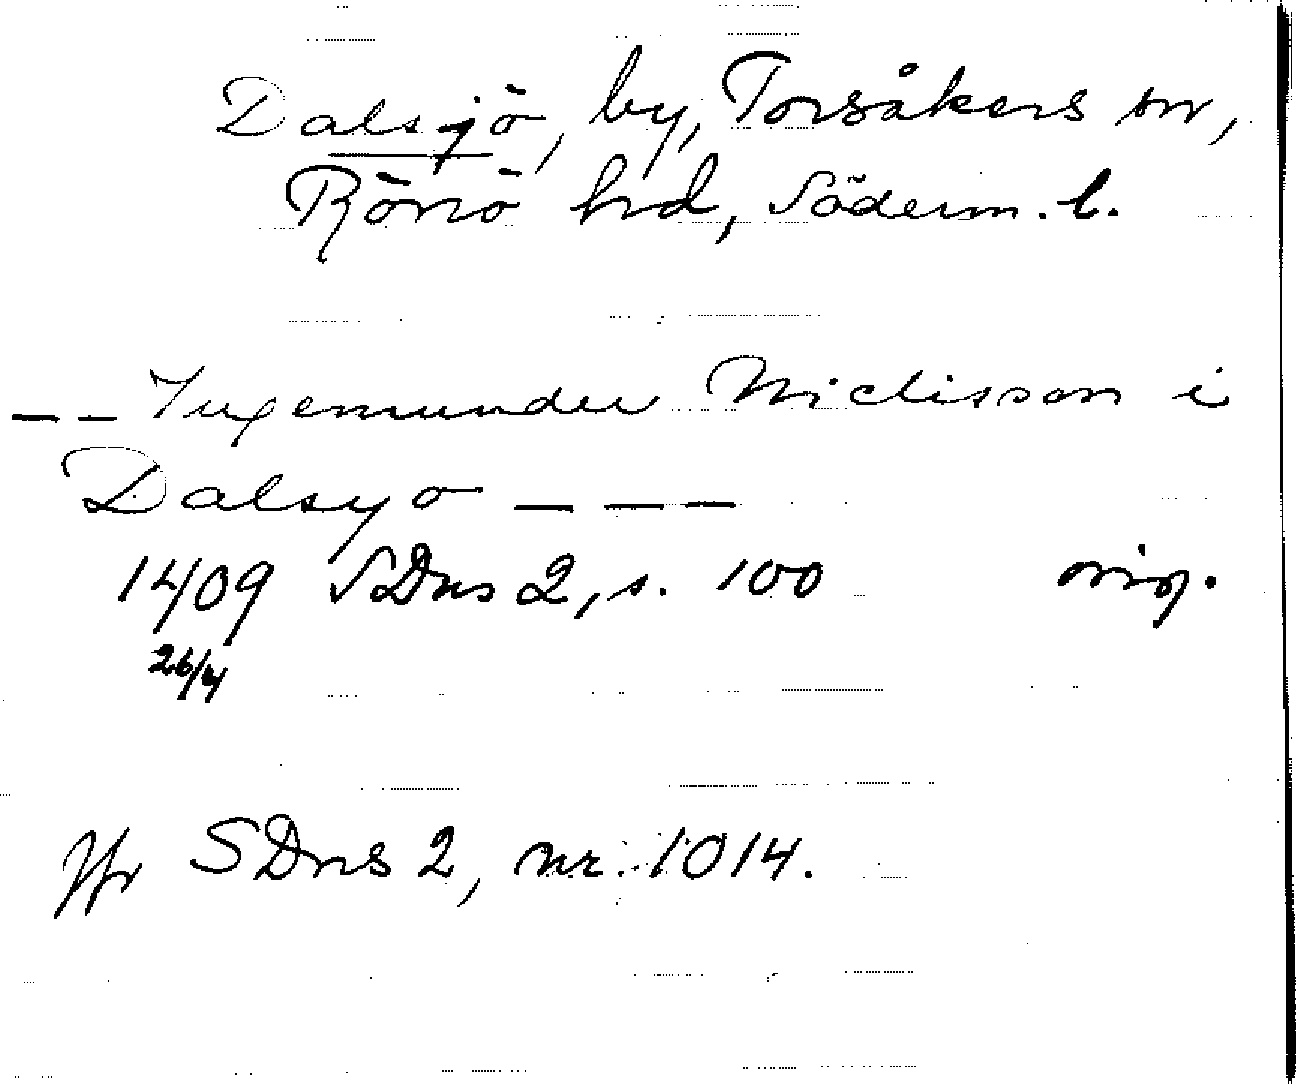 Dalsjö, by, Torsåkers sn,
Rönö hd, Söderm. l.
— — Ingemunder Niclisson i
Dalsyo — — —
1409 SDns 2, s. 100 orig.
26/4
Jfr SDns 2, nr. 1014.